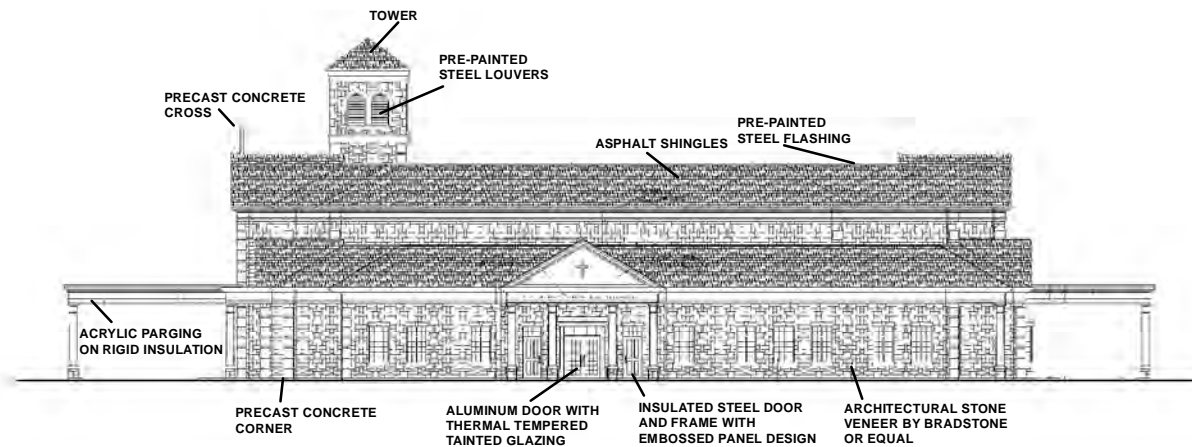 TOWER
PRE-PAINTED
STEEL LOUVERS
PRECAST CONCRETE
CROSS
PRE-PAINTED
STEEL FLASHING
ASPHALT SHINGLES
ACRYLIC PARGING
ON RIGID INSULATION
PRECAST CONCRETE
CORNER
ALUMINUM DOOR WITH
THERMAL TEMPERED
TAINTED GLAZING
INSULATED STEEL DOOR
AND FRAME WITH
EMBOSSED PANEL DESIGN
ARCHITECTURAL STONE
VENEER BY BRADSTONE
OR EQUAL